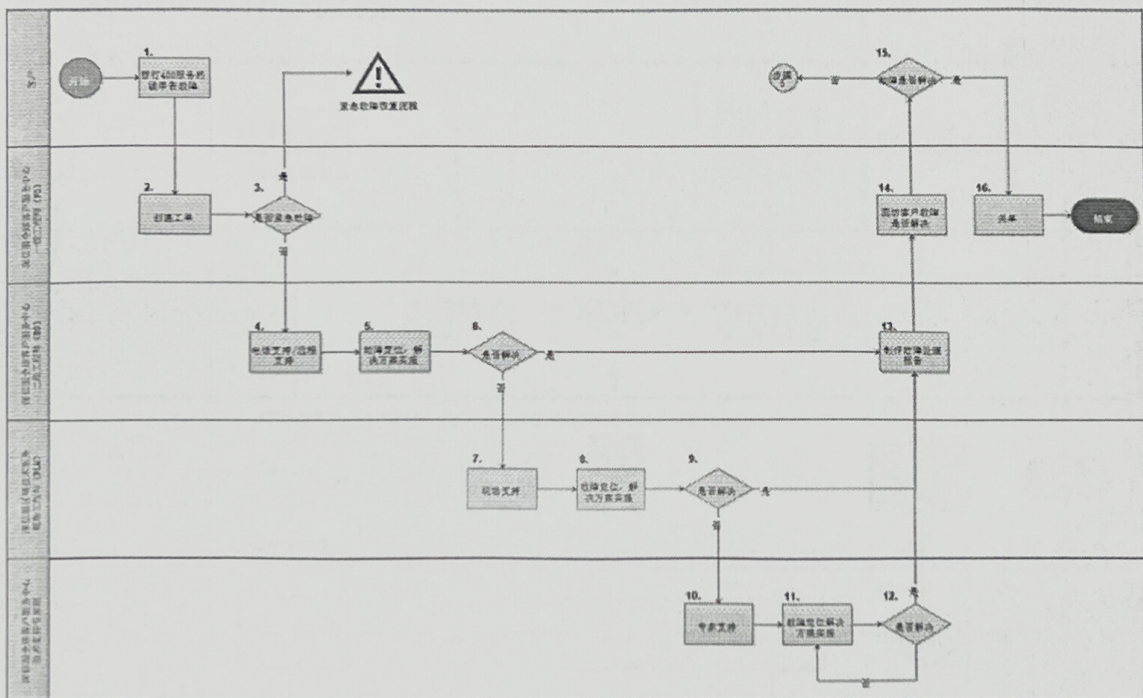 1、
拨打400服务热
线申告故障
紧急故障恢复流程
步骤
5
否
15、
故障是否解决
是
客户
2、
创建工单
3、
是否紧急故障
是
否
14、
回访客户故障
是否解决
16、
关单
结束
4、
电话支持/远程
支持
5、
故障定位，解
决方案实施
6、
是否解决
是
否
13、
制作故障处理
报告
7、
现场支持
8、
故障定位，解
决方案实施
9、
是否解决
是
否
10、
专家支持
11、
故障定位解决
方案实施
12、
是否解决
是
否